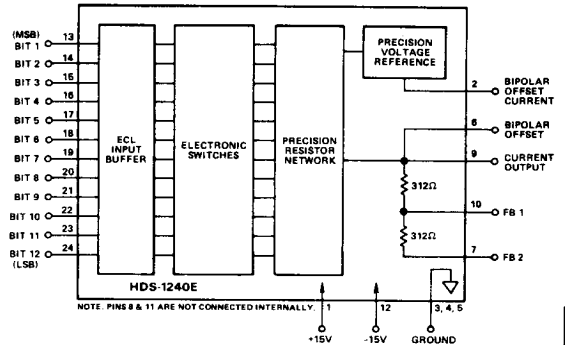 (MSB)
BIT 1 13
BIT 2 14
BIT 3 15
BIT 4 16
BIT 5 17
BIT 6 18
BIT 7 19
BIT 8 20
BIT 9 21
BIT 10 22
BIT 11 23
BIT 12 24
(LSB)
ECL
INPUT
BUFFER
ELECTRONIC
SWITCHES
PRECISION
RESISTOR
NETWORK
PRECISION
VOLTAGE
REFERENCE
2 BIPOLAR
OFFSET
CURRENT
6 BIPOLAR
OFFSET
9 CURRENT
OUTPUT
312Ω
10 FB 1
312Ω
7 FB 2
HDS-1240E
NOTE. PINS 8 & 11 ARE NOT CONNECTED INTERNALLY.
1 12 3, 4, 5
+15V -15V GROUND